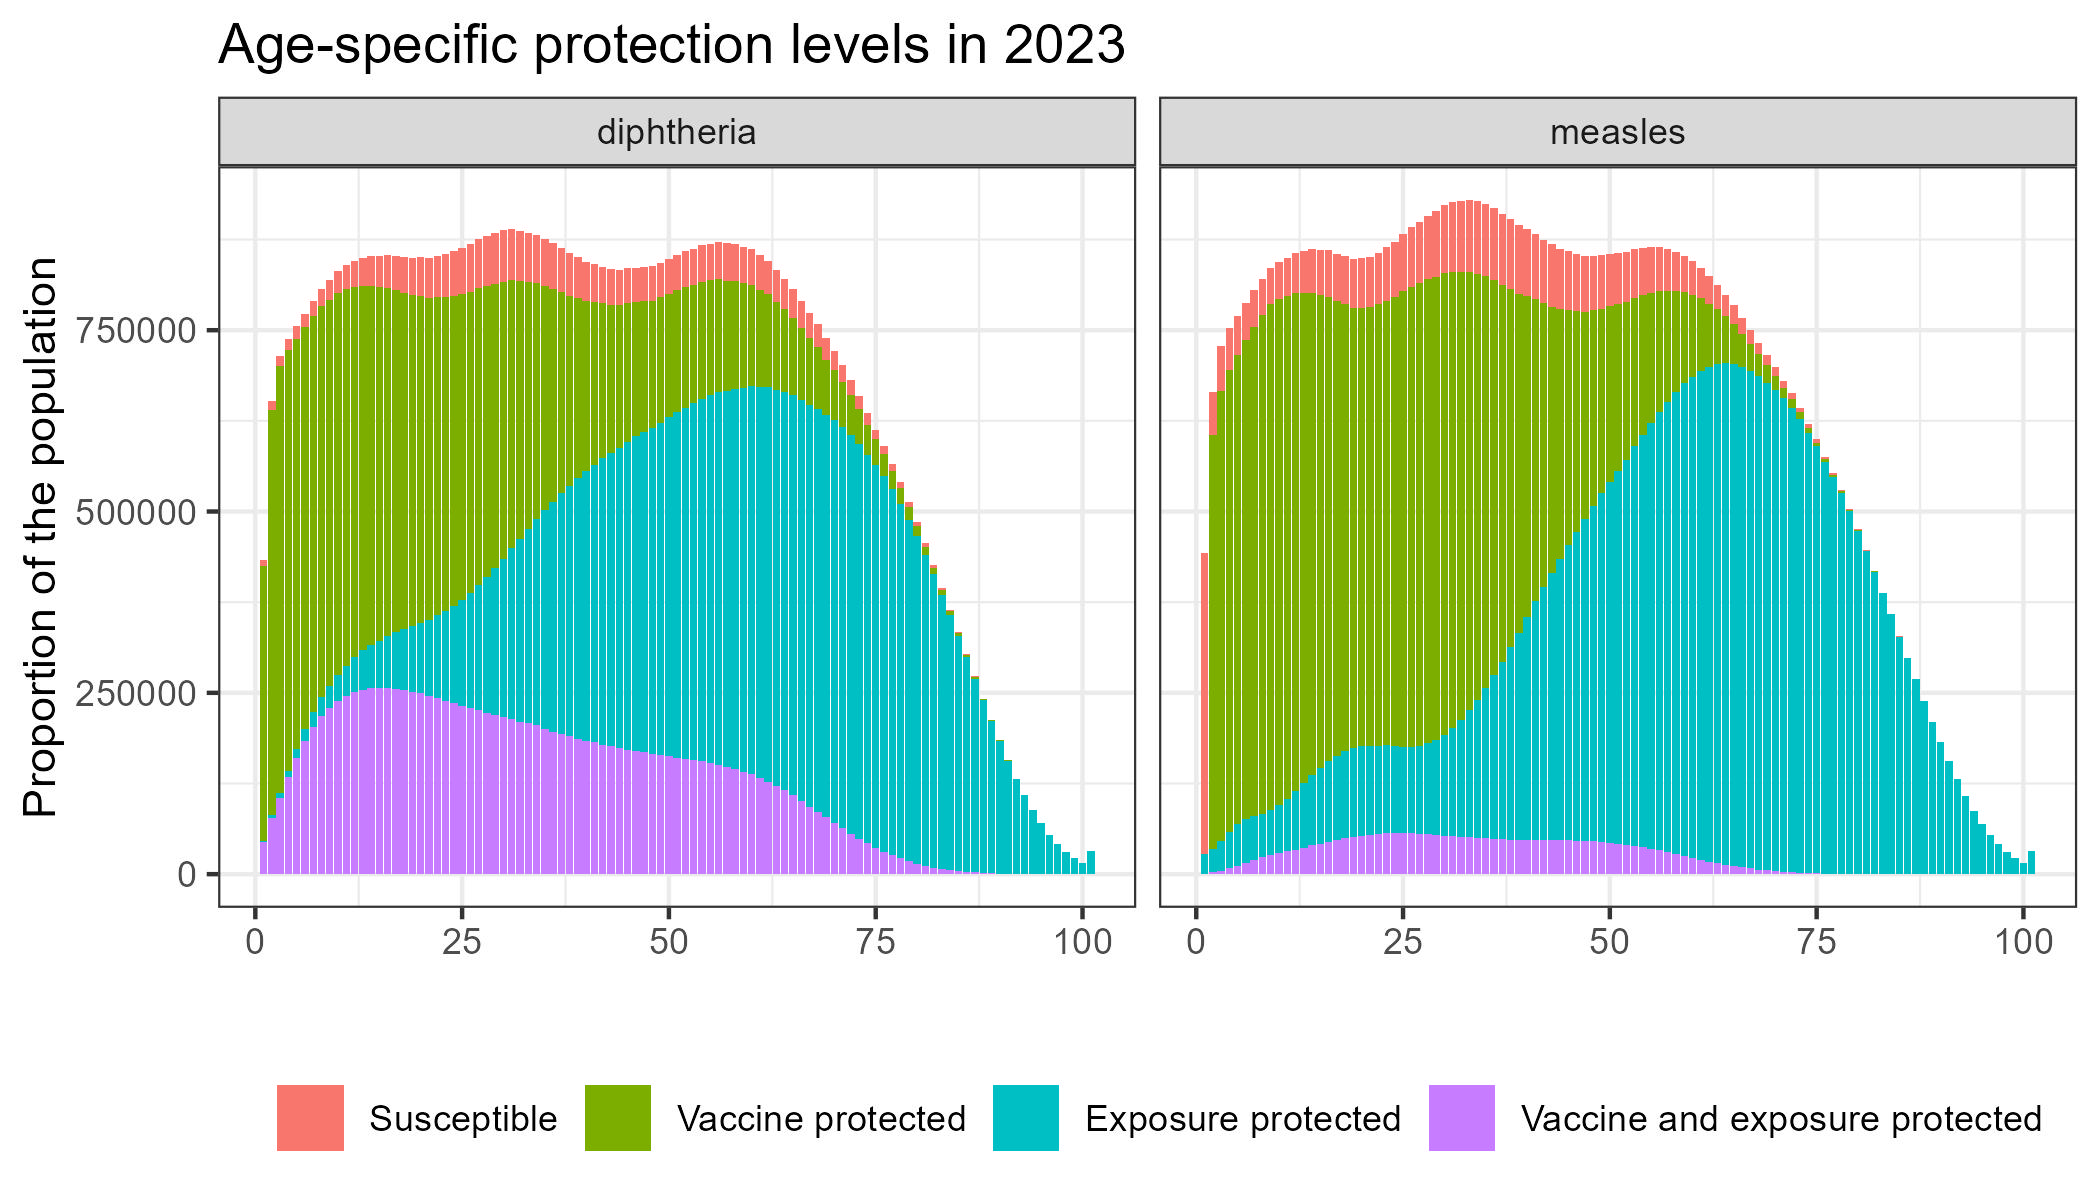 Age-specific protection levels in 2023
diphtheria
measles
Proportion of the population
750000
500000
250000
0
0 25 50 75 100
0 25 50 75 100
Susceptible Vaccine protected Exposure protected Vaccine and exposure protected